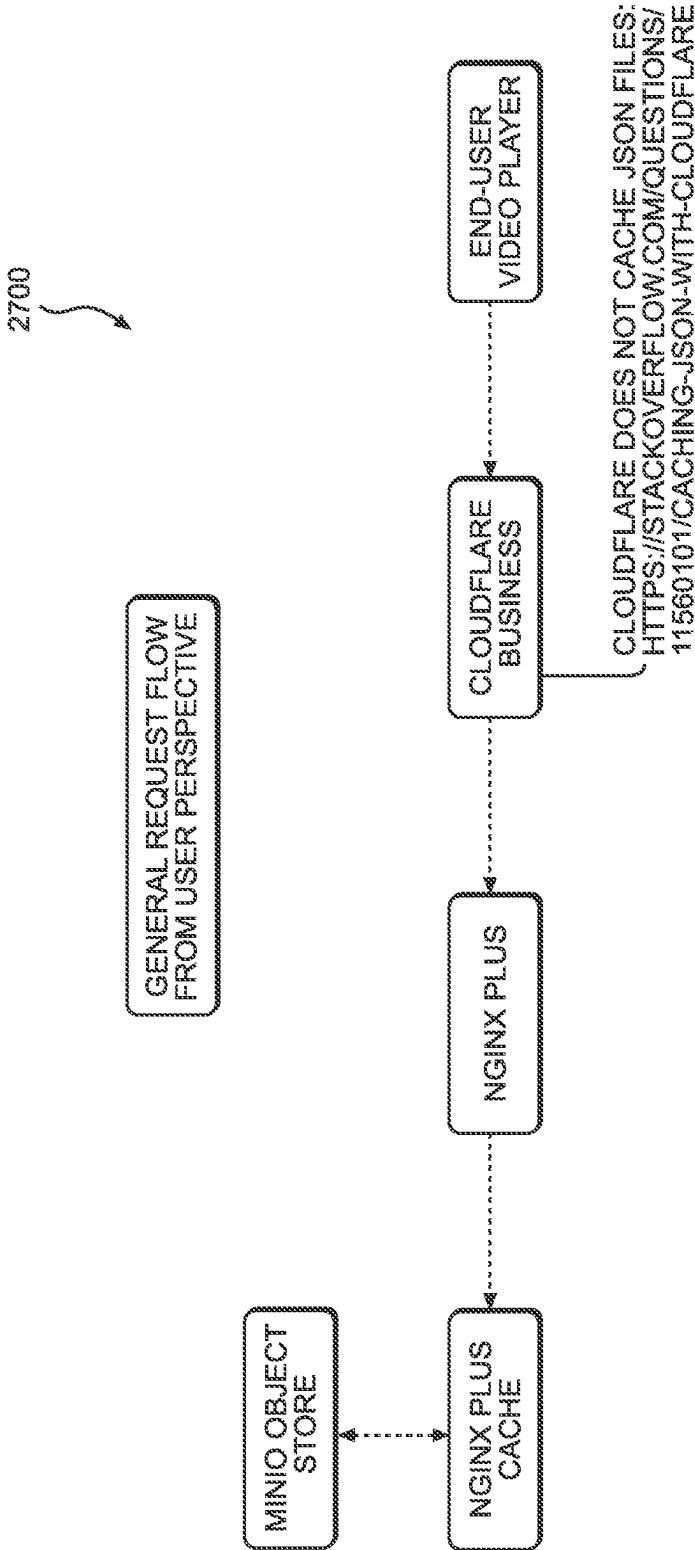 2700
GENERAL REQUEST FLOW
FROM USER PERSPECTIVE
MINIO OBJECT
STORE
NGINX PLUS
CACHE
NGINX PLUS
CLOUDFLARE
BUSINESS
END-USER
VIDEO PLAYER
CLOUDFLARE DOES NOT CACHE JSON FILES:
HTTPS://STACKOVERFLOW.COM/QUESTIONS/
11560101/CACHING-JSON-WITH-CLOUDFLARE